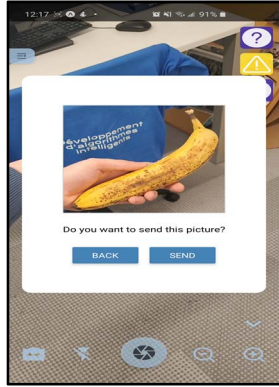 12:17
91%
?
développement
d'algorithmes
intelligents
Do you want to send this picture?
BACK
SEND